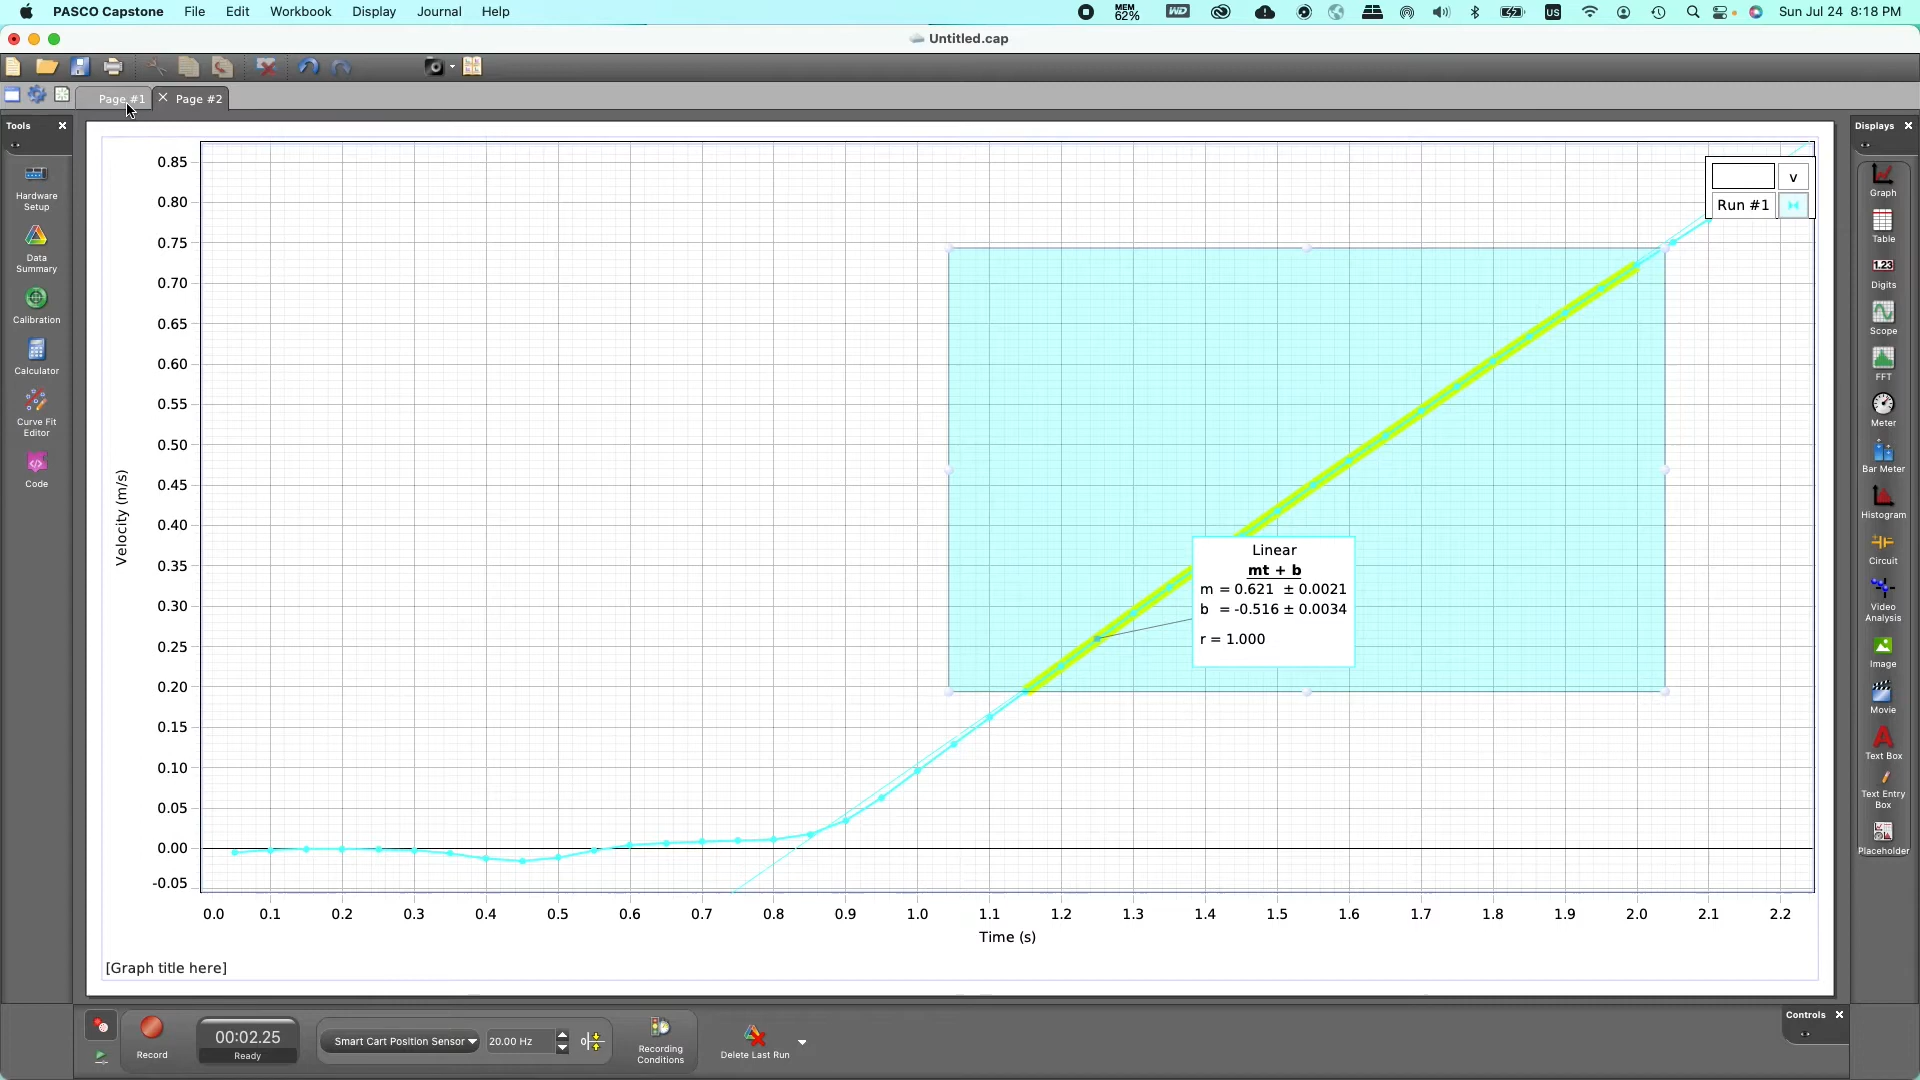 PASCO Capstone File Edit Workbook Display Journal Help MEM 62% WD US Sun Jul 24 8:18 PM
Untitled.cap
Page #1 Page #2
Tools
Hardware
Setup
Data
Summary
Calibration
Calculator
Curve Fit
Editor
Code
0.85
0.80
0.75
0.70
0.65
0.60
0.55
0.50
0.45
0.40
0.35
0.30
0.25
0.20
0.15
0.10
0.05
0.00
-0.05
Velocity (m/s)
v
Run #1
Linear
mt + b
m = 0.621 ± 0.0021
b = -0.516 ± 0.0034
r = 1.000
0.0 0.1 0.2 0.3 0.4 0.5 0.6 0.7 0.8 0.9 1.0 1.1 1.2 1.3 1.4 1.5 1.6 1.7 1.8 1.9 2.0 2.1 2.2
Time (s)
[Graph title here]
Displays
Graph
Table
1.23
Digits
Scope
FFT
Meter
Bar Meter
Histogram
Circuit
Video
Analysis
Image
Movie
A
Text Box
Text Entry
Box
Placeholder
Record
00:02.25
Ready
Smart Cart Position Sensor
20.00 Hz
0
Recording
Conditions
Delete Last Run
Controls